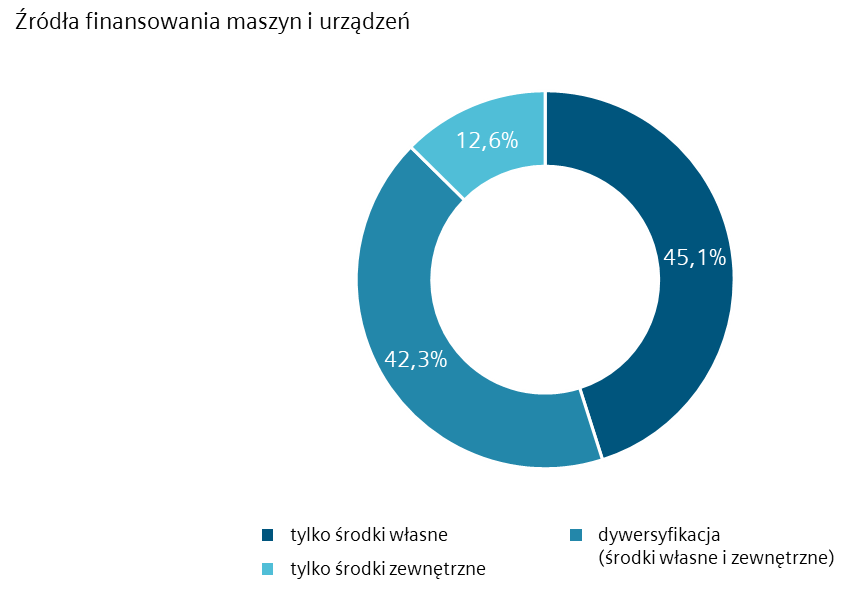 Źródła finansowania maszyn i urządzeń
12,6%
45,1%
42,3%
tylko środki własne
tylko środki zewnętrzne
dywersyfikacja
(środki własne i zewnętrzne)